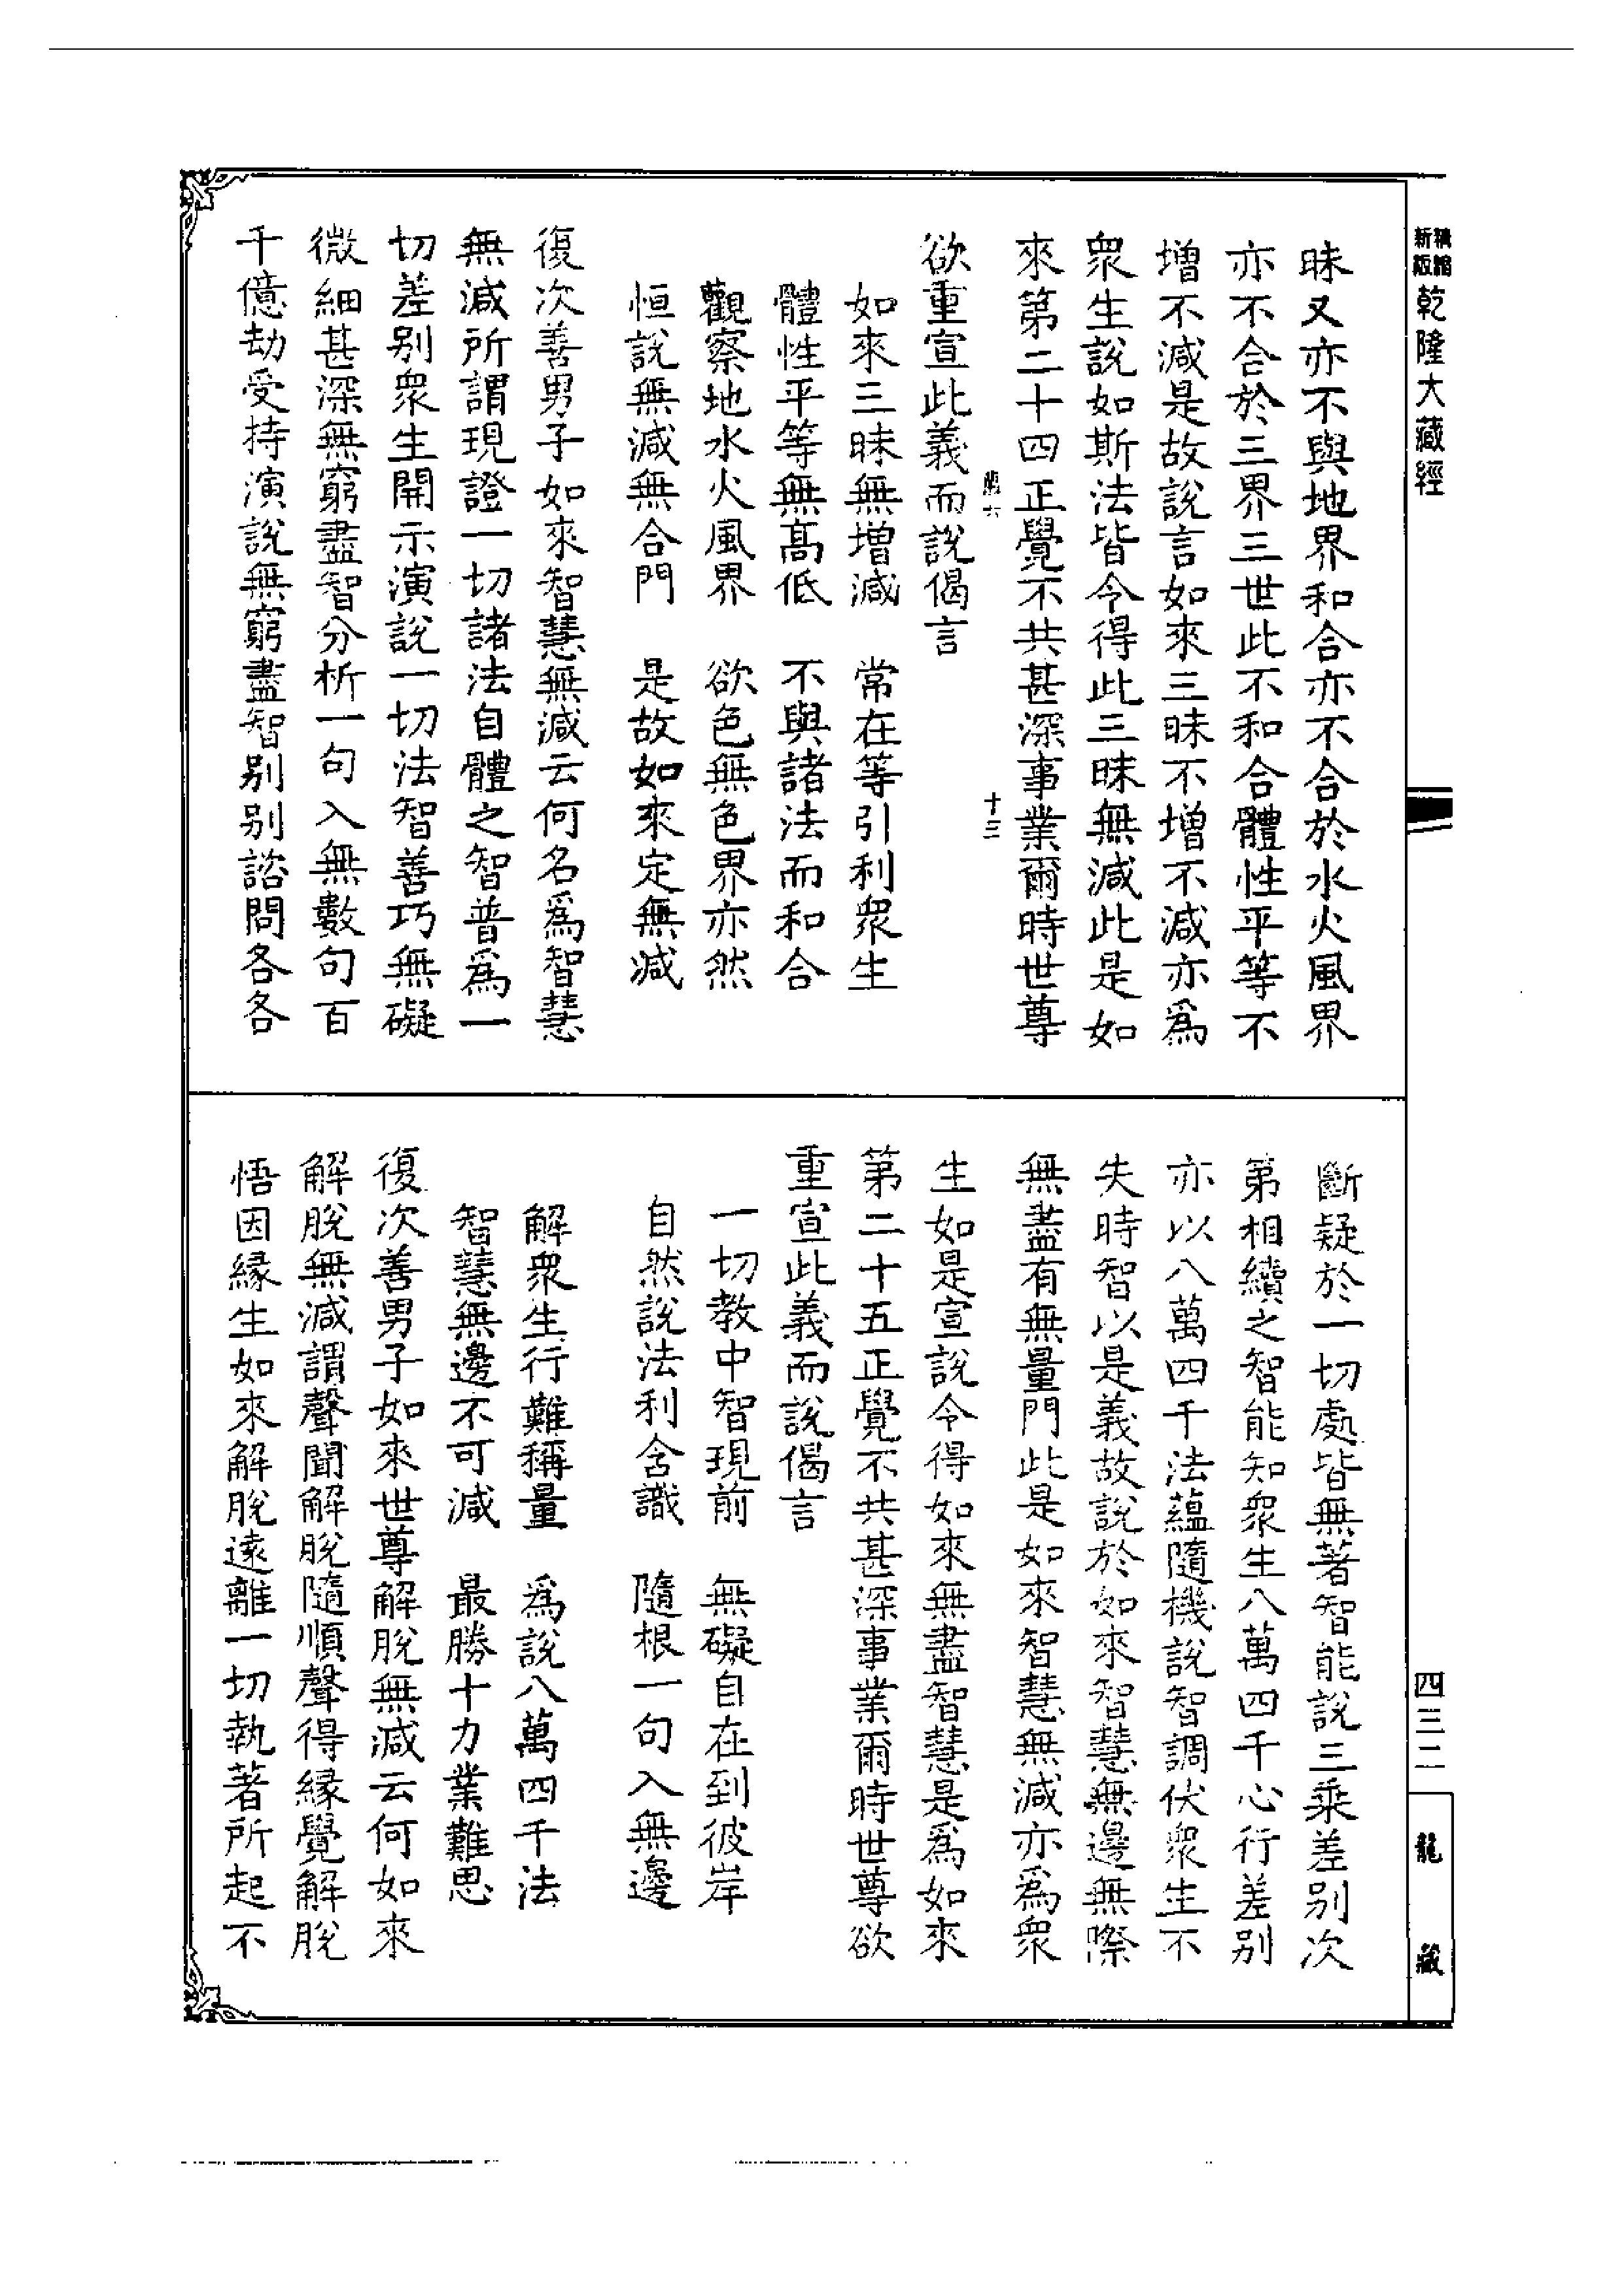 新版 精縮 乾隆大藏經
昧又亦不與地界和合亦不合於水火風界
亦不合於三界三世此不和合體性平等不
增不減是故說言如來三昧不增不減亦爲
衆生說如斯法皆令得此三昧無減此是如
來第二十四正覺不共甚深事業爾時世尊
十三
欲重宣此義而說偈言
如來三昧無增減　常在等引利衆生
體性平等無高低　不與諸法而和合
觀察地水火風界　欲色無色界亦然
恒說無減無合門　是故如來定無減
復次善男子如來智慧無減云何名爲智慧
無減所謂現證一切諸法自體之智普爲一
切差别衆生開示演說一切法智善巧無礙
微細甚深無窮盡智分析一句入無數句百
千億劫受持演說無窮盡智别别諮問各各
斷疑於一切處皆無著智能說三乘差别次
第相續之智能知衆生八萬四千心行差别
亦以八萬四千法蘊隨機說智調伏衆生不
失時智以是義故說於如來智慧無邊無際
無盡有無量門此是如來智慧無減亦爲衆
生如是宣說令得如來無盡智慧是爲如來
第二十五正覺不共甚深事業爾時世尊欲
重宣此義而說偈言
一切教中智現前　無礙自在到彼岸
自然說法利含識　隨根一句入無邊
解衆生行難稱量　爲說八萬四千法
智慧無邊不可減　最勝十力業難思
復次善男子如來世尊解脫無減云何如來
解脫無減謂聲聞解脫隨順聲得緣覺解脫
悟因緣生如來解脫遠離一切執著所起不
四三二
龍藏